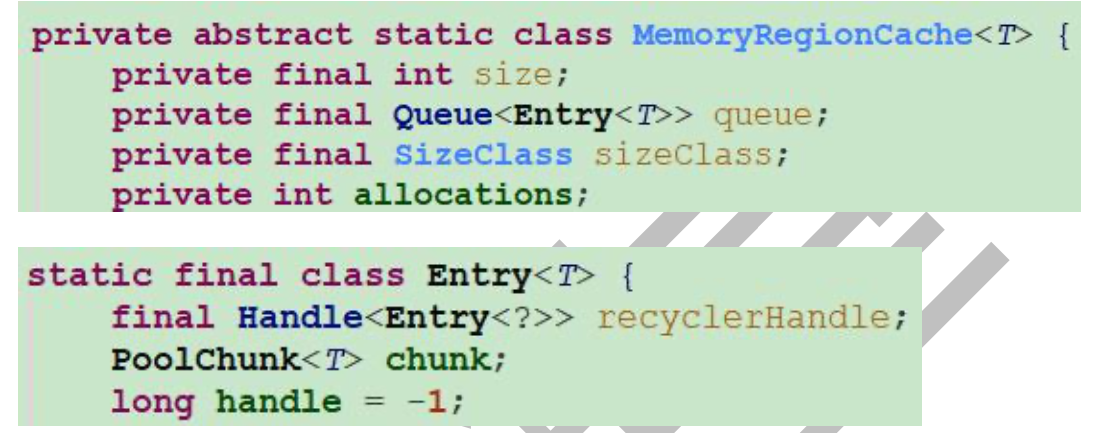 private abstract static class MemoryRegionCache<T> {
private final int size;
private final Queue<Entry<T>> queue;
private final SizeClass sizeClass;
private int allocations;
static final class Entry<T> {
final Handle<Entry<?>> recyclerHandle;
PoolChunk<T> chunk;
long handle = -1;